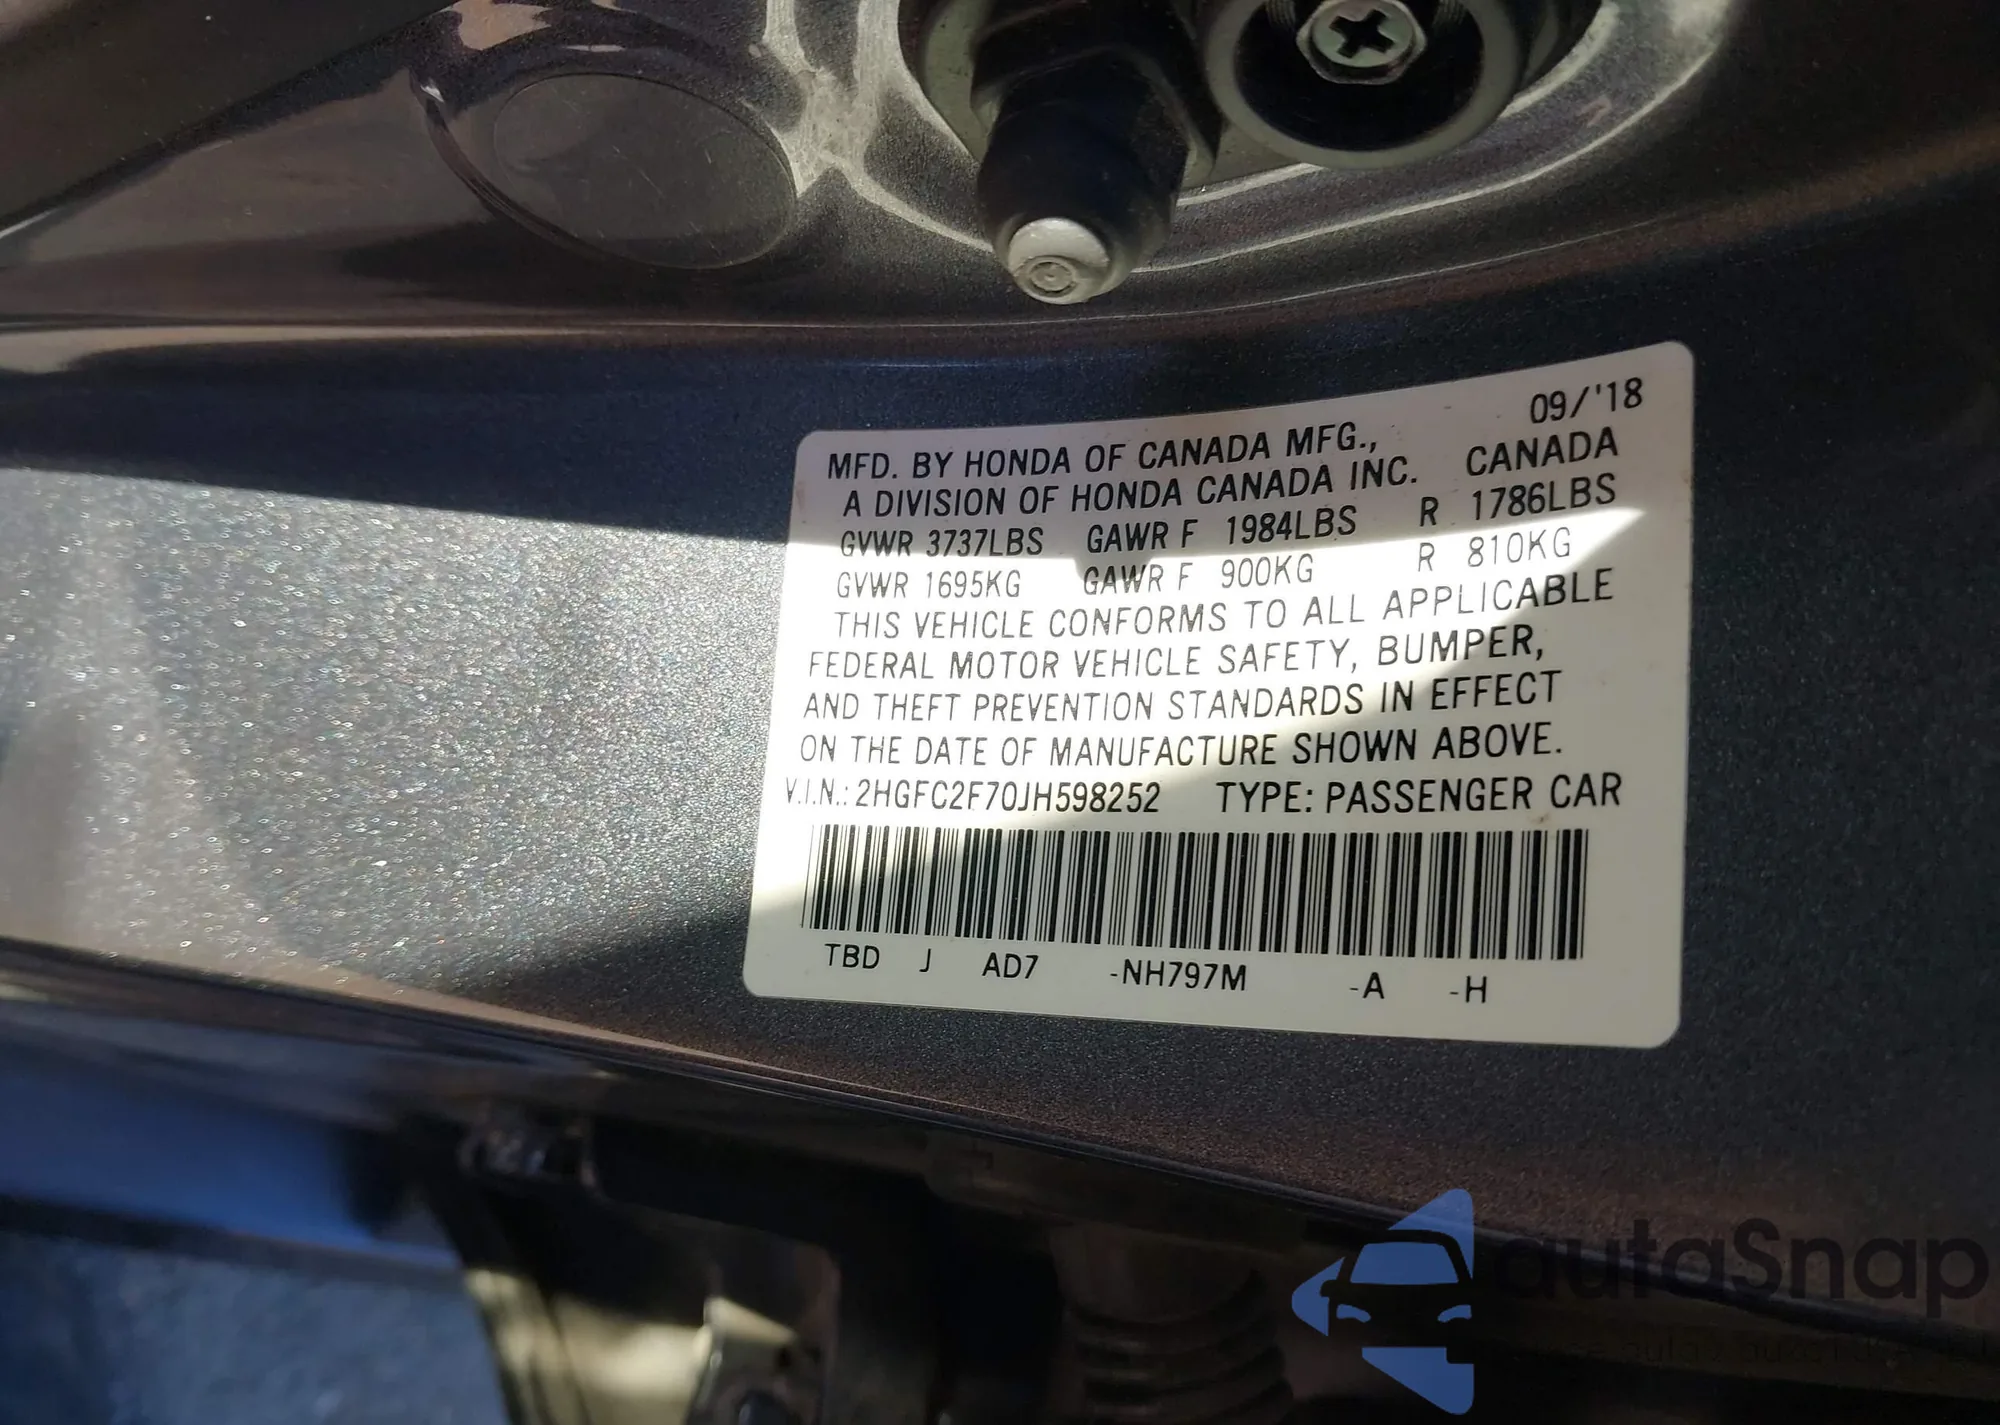 09/'18
MFD. BY HONDA OF CANADA MFG.,
A DIVISION OF HONDA CANADA INC. CANADA
GVWR 3737LBS GAWR F 1984LBS R 1786LBS
GVWR 1695KG GAWR F 900KG R 810KG
THIS VEHICLE CONFORMS TO ALL APPLICABLE
FEDERAL MOTOR VEHICLE SAFETY, BUMPER,
AND THEFT PREVENTION STANDARDS IN EFFECT
ON THE DATE OF MANUFACTURE SHOWN ABOVE.
V.I.N.: 2HGFC2F70JH598252 TYPE: PASSENGER CAR
TBD J AD7 -NH797M -A -H
autaSnap